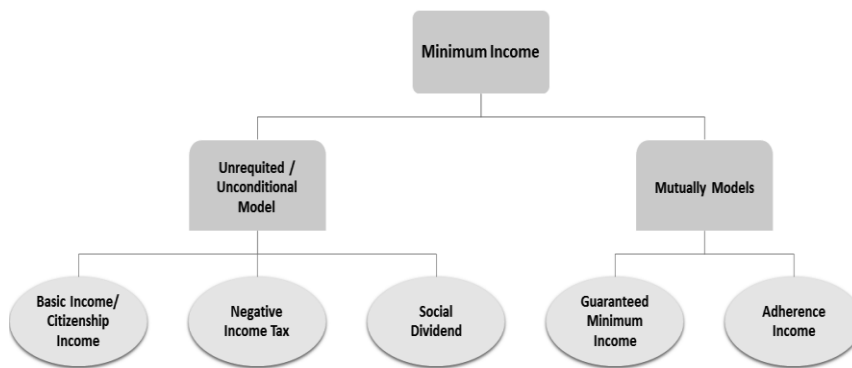 Minimum Income
Unrequited /
Unconditional
Model
Mutually Models
Basic Income/
Citizenship
Income
Negative
Income Tax
Social
Dividend
Guaranteed
Minimum
Income
Adherence
Income